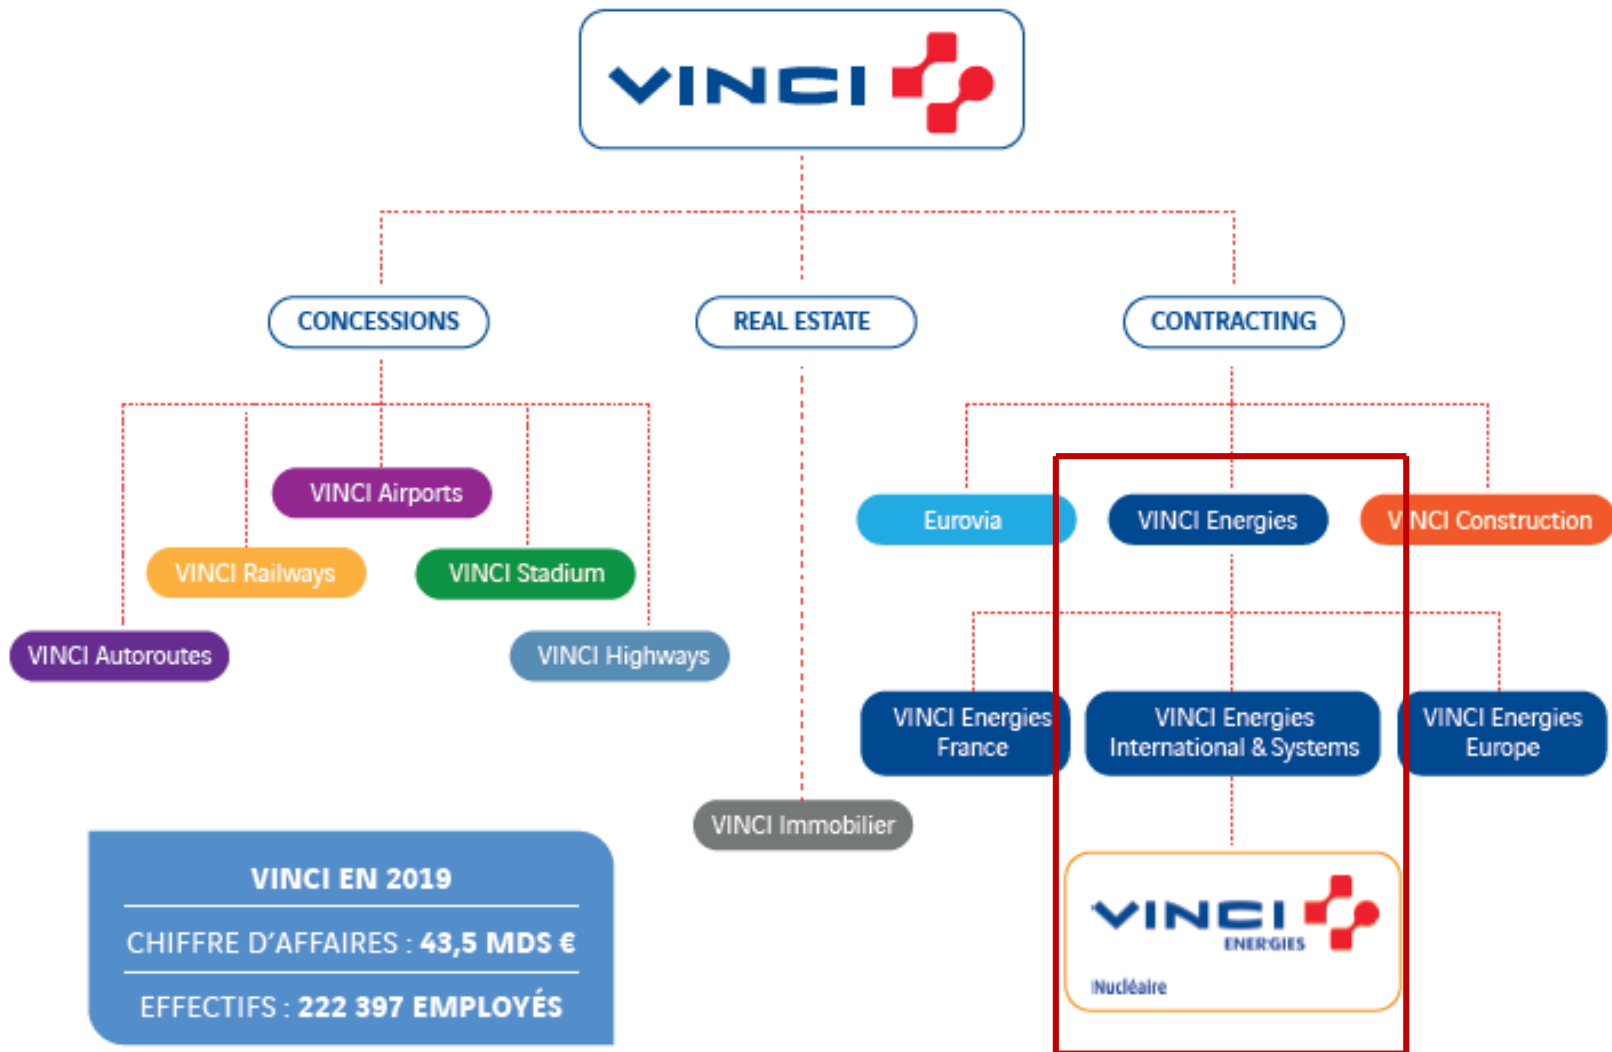 VINCI
CONCESSIONS
REAL ESTATE
CONTRACTING
VINCI Airports
Eurovia
VINCI Energies
VINCI Construction
VINCI Railways
VINCI Stadium
VINCI Autoroutes
VINCI Highways
VINCI Energies
France
VINCI Energies
International & Systems
VINCI Energies
Europe
VINCI Immobilier
VINCI EN 2019
CHIFFRE D'AFFAIRES : 43,5 MDS €
EFFECTIFS : 222 397 EMPLOYÉS
VINCI
ENERGIES
Nucléaire